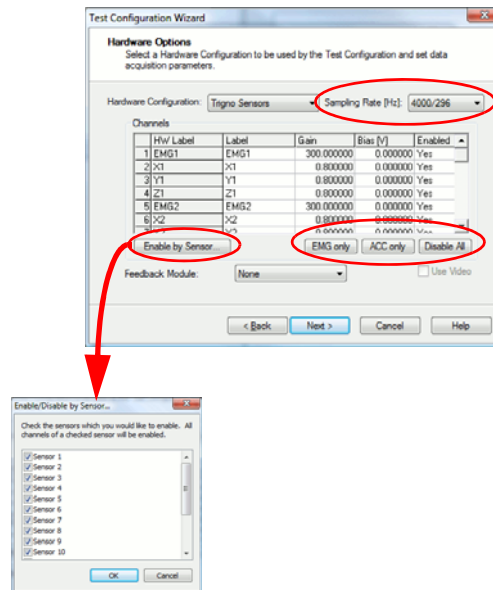 Test Configuration Wizard
Hardware Options
Select a Hardware Configuration to be used by the Test Configuration and set data
acquisition parameters.
Hardware Configuration: Trigno Sensors Sampling Rate [Hz]: 4000/296
Channels
HW Label Label Gain Bias [V] Enabled
1 EMG1 EMG1 300.000000 0.000000 Yes
2 X1 X1 0.800000 0.000000 Yes
3 Y1 Y1 0.800000 0.000000 Yes
4 Z1 Z1 0.800000 0.000000 Yes
5 EMG2 EMG2 300.000000 0.000000 Yes
6 X2 X2 0.800000 0.000000 Yes
Enable by Sensor... EMG only ACC only Disable All
Feedback Module: None Use Video
< Back Next > Cancel Help
Enable/Disable by Sensor...
Check the sensors which you would like to enable. All
channels of a checked sensor will be enabled.
Sensor 1
Sensor 2
Sensor 3
Sensor 4
Sensor 5
Sensor 6
Sensor 7
Sensor 8
Sensor 9
Sensor 10
OK Cancel